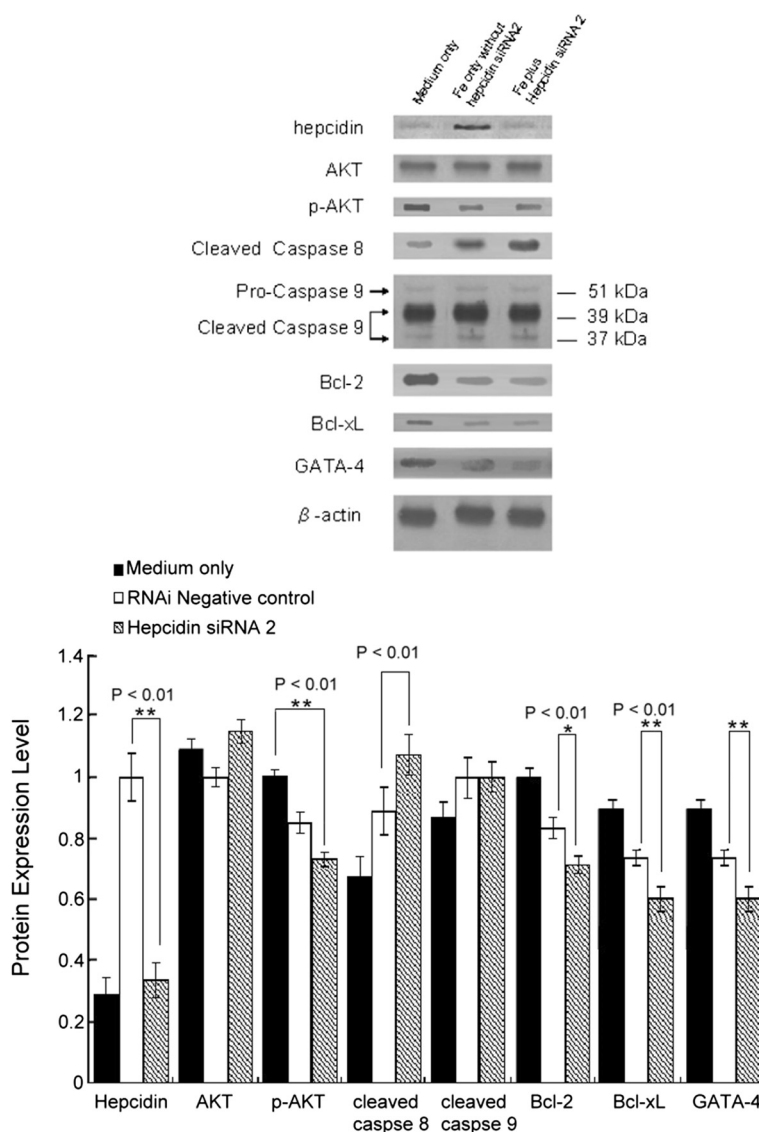 Medium only
Fe only without
hepcidin siRNA2
Fe plus
Hepcidin siRNA 2
hepcidin
AKT
p-AKT
Cleaved Caspase 8
Pro-Caspase 9
51 kDa
39 kDa
Cleaved Caspase 9
37 kDa
Bcl-2
Bcl-xL
GATA-4
β-actin
Medium only
RNAi Negative control
Hepcidin siRNA 2
Protein Expression Level
1.4
1.2
1
0.8
0.6
0.4
0.2
0
P < 0.01
**
P < 0.01
**
P < 0.01
P < 0.01
*
P < 0.01
**
**
Hepcidin
AKT
p-AKT
cleaved
caspse 8
cleaved
caspse 9
Bcl-2
Bcl-xL
GATA-4